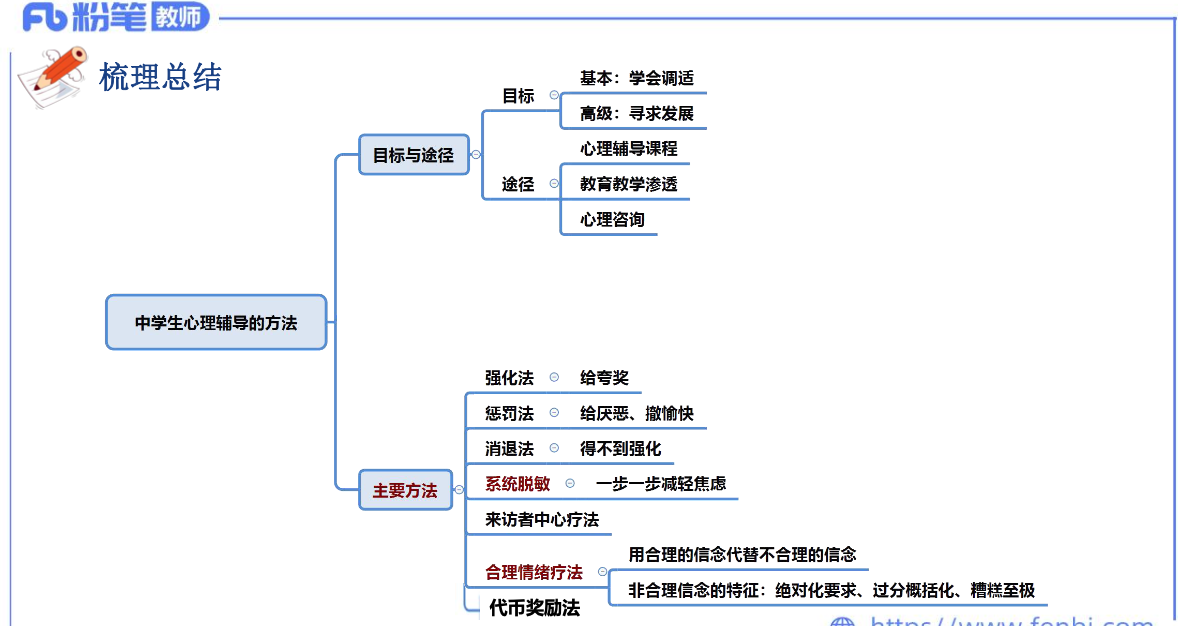 粉笔教师
梳理总结
中学生心理辅导的方法
目标与途径
目标
基本：学会调适
高级：寻求发展
途径
心理辅导课程
教育教学渗透
心理咨询
主要方法
强化法 给夸奖
惩罚法 给厌恶、撤愉快
消退法 得不到强化
系统脱敏 一步一步减轻焦虑
来访者中心疗法
合理情绪疗法
用合理的信念代替不合理的信念
非合理信念的特征：绝对化要求、过分概括化、糟糕至极
代币奖励法
https://www.fenbi.com